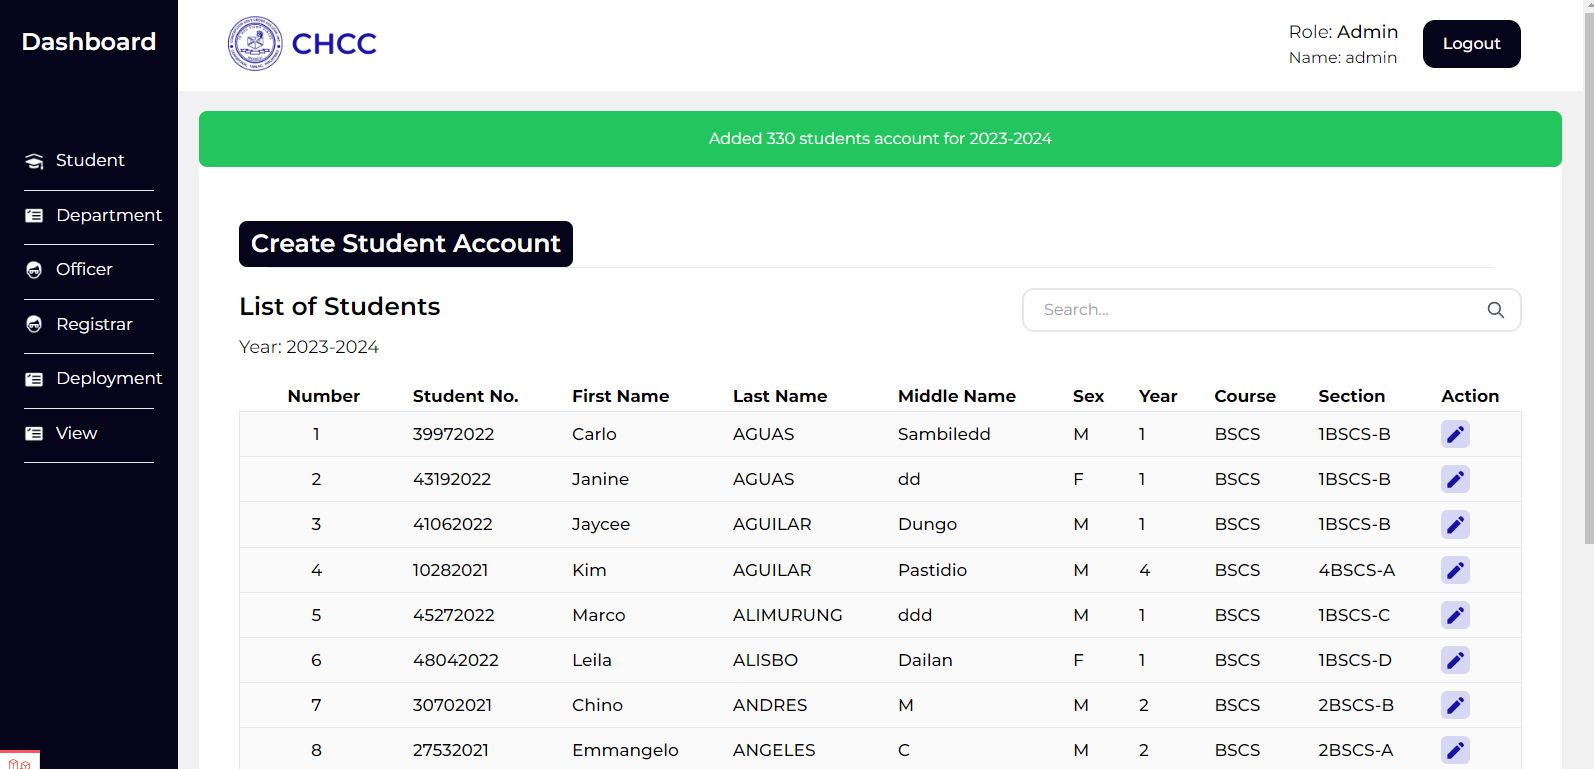 Dashboard
CHCC
Role: Admin
Name: admin
Logout
Student
Department
Officer
Registrar
Deployment
View
Added 330 students account for 2023-2024
Create Student Account
List of Students
Search...
Year: 2023-2024
Number Student No. First Name Last Name Middle Name Sex Year Course Section Action
1 39972022 Carlo AGUAS Sambiledd M 1 BSCS 1BSCS-B
2 43192022 Janine AGUAS dd F 1 BSCS 1BSCS-B
3 41062022 Jaycee AGUILAR Dungo M 1 BSCS 1BSCS-B
4 10282021 Kim AGUILAR Pastidio M 4 BSCS 4BSCS-A
5 45272022 Marco ALIMURUNG ddd M 1 BSCS 1BSCS-C
6 48042022 Leila ALISBO Dailan F 1 BSCS 1BSCS-D
7 30702021 Chino ANDRES M M 2 BSCS 2BSCS-B
8 27532021 Emmangelo ANGELES C M 2 BSCS 2BSCS-A